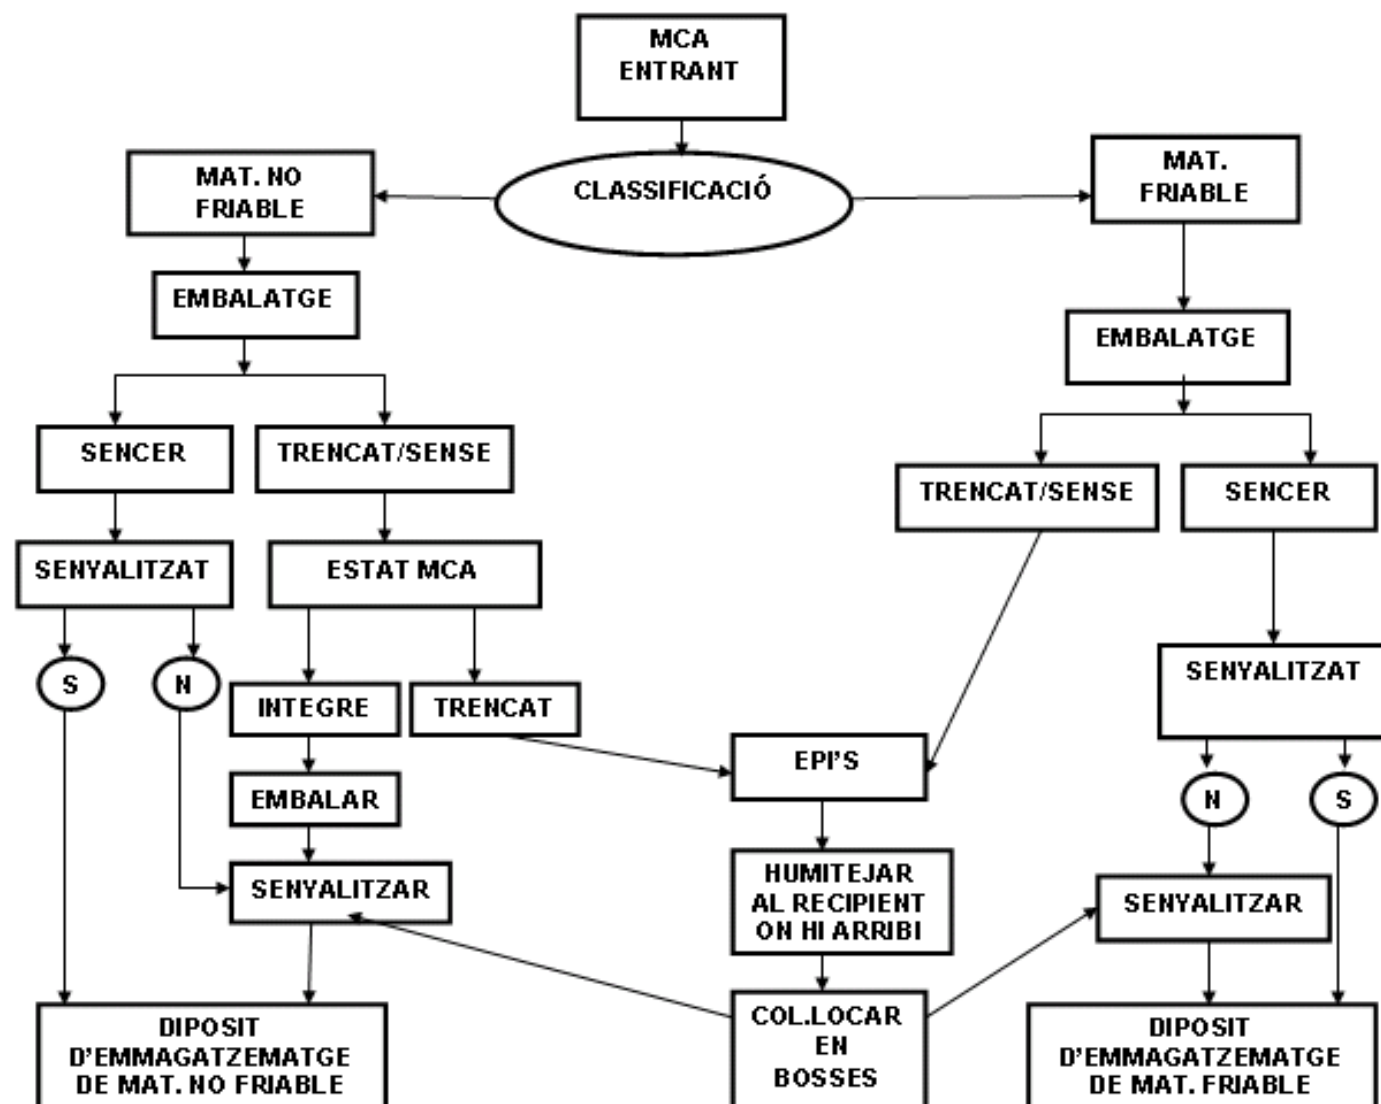 MCA
ENTRANT
CLASSIFICACIÓ
MAT. NO
FRIABLE
MAT.
FRIABLE
EMBALATGE
EMBALATGE
SENCER
TRENCAT/SENSE
TRENCAT/SENSE
SENCER
SENYALITZAT
ESTAT MCA
SENYALITZAT
S
N
INTEGRE
TRENCAT
EPI'S
N
S
EMBALAR
SENYALITZAR
HUMITEJAR
AL RECIPIENT
ON HI ARRIBI
SENYALITZAR
DIPOSIT
D'EMMAGATZEMATGE
DE MAT. NO FRIABLE
COL.LOCAR
EN
BOSSES
DIPOSIT
D'EMMAGATZEMATGE
DE MAT. FRIABLE